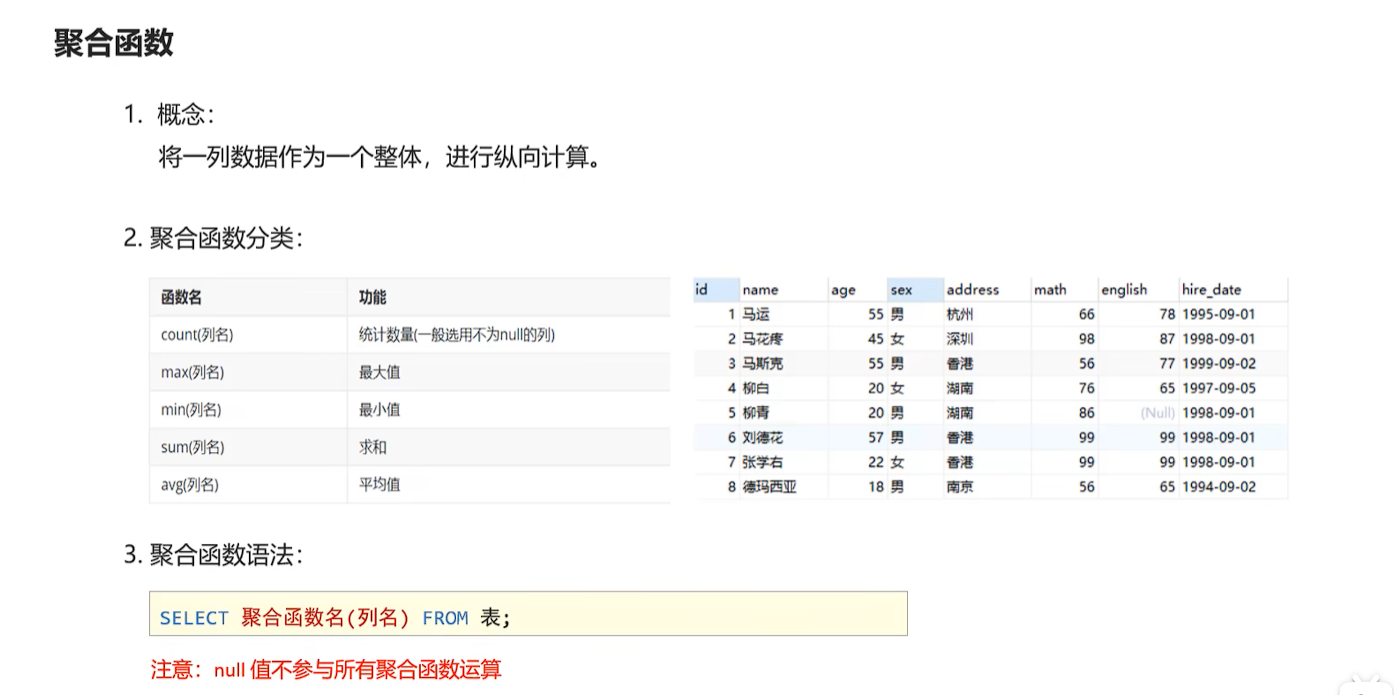 聚合函数
1. 概念：
将一列数据作为一个整体，进行纵向计算。
2. 聚合函数分类：
函数名 功能
count(列名) 统计数量(一般选用不为null的列)
max(列名) 最大值
min(列名) 最小值
sum(列名) 求和
avg(列名) 平均值
id name age sex address math english hire_date
1 马运 55 男 杭州 66 78 1995-09-01
2 马花疼 45 女 深圳 98 87 1998-09-01
3 马斯克 55 男 香港 56 77 1999-09-02
4 柳白 20 女 湖南 76 65 1997-09-05
5 柳青 20 男 湖南 86 (Null) 1998-09-01
6 刘德花 57 男 香港 99 99 1998-09-01
7 张学右 22 女 香港 99 99 1998-09-01
8 德玛西亚 18 男 南京 56 65 1994-09-02
3. 聚合函数语法：
SELECT 聚合函数名(列名) FROM 表;
注意：null 值不参与所有聚合函数运算